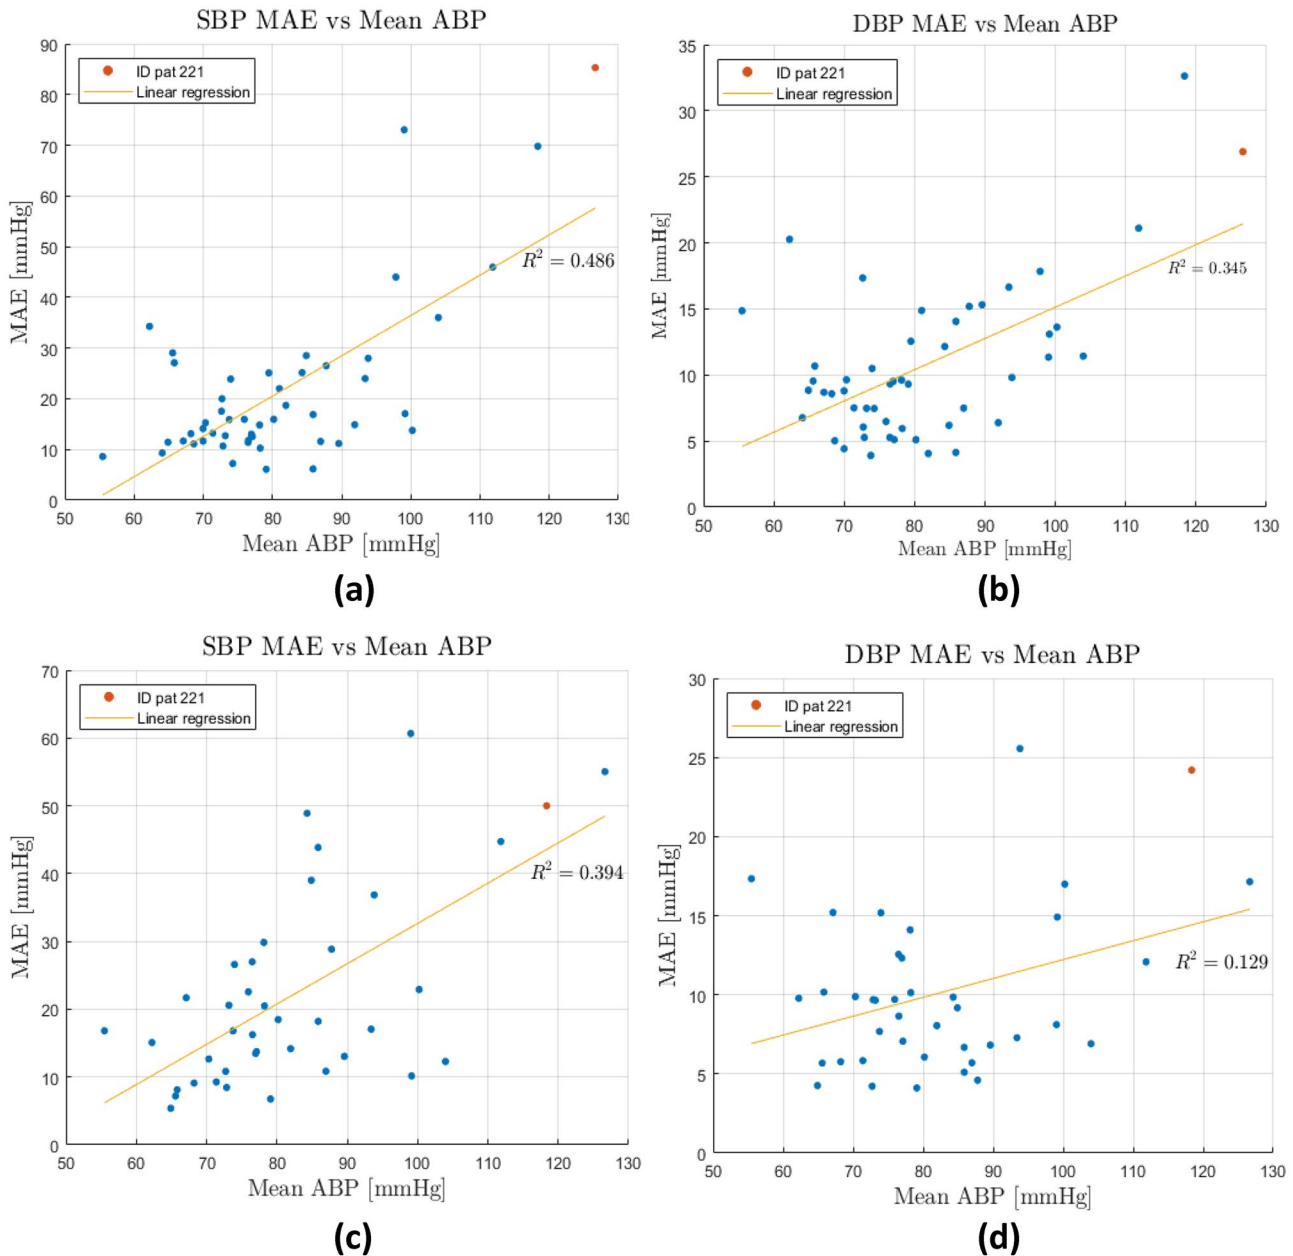 SBP MAE vs Mean ABP
90
80
70
60
50
40
30
20
10
0
MAE [mmHg]
ID pat 221
Linear regression
R² = 0.486
50 60 70 80 90 100 110 120 130
Mean ABP [mmHg]
(a)
DBP MAE vs Mean ABP
35
30
25
20
15
10
5
0
MAE [mmHg]
ID pat 221
Linear regression
R² = 0.345
50 60 70 80 90 100 110 120 130
Mean ABP [mmHg]
(b)
SBP MAE vs Mean ABP
70
60
50
40
30
20
10
0
MAE [mmHg]
ID pat 221
Linear regression
R² = 0.394
50 60 70 80 90 100 110 120 130
Mean ABP [mmHg]
(c)
DBP MAE vs Mean ABP
30
25
20
15
10
5
0
MAE [mmHg]
ID pat 221
Linear regression
R² = 0.129
50 60 70 80 90 100 110 120 130
Mean ABP [mmHg]
(d)